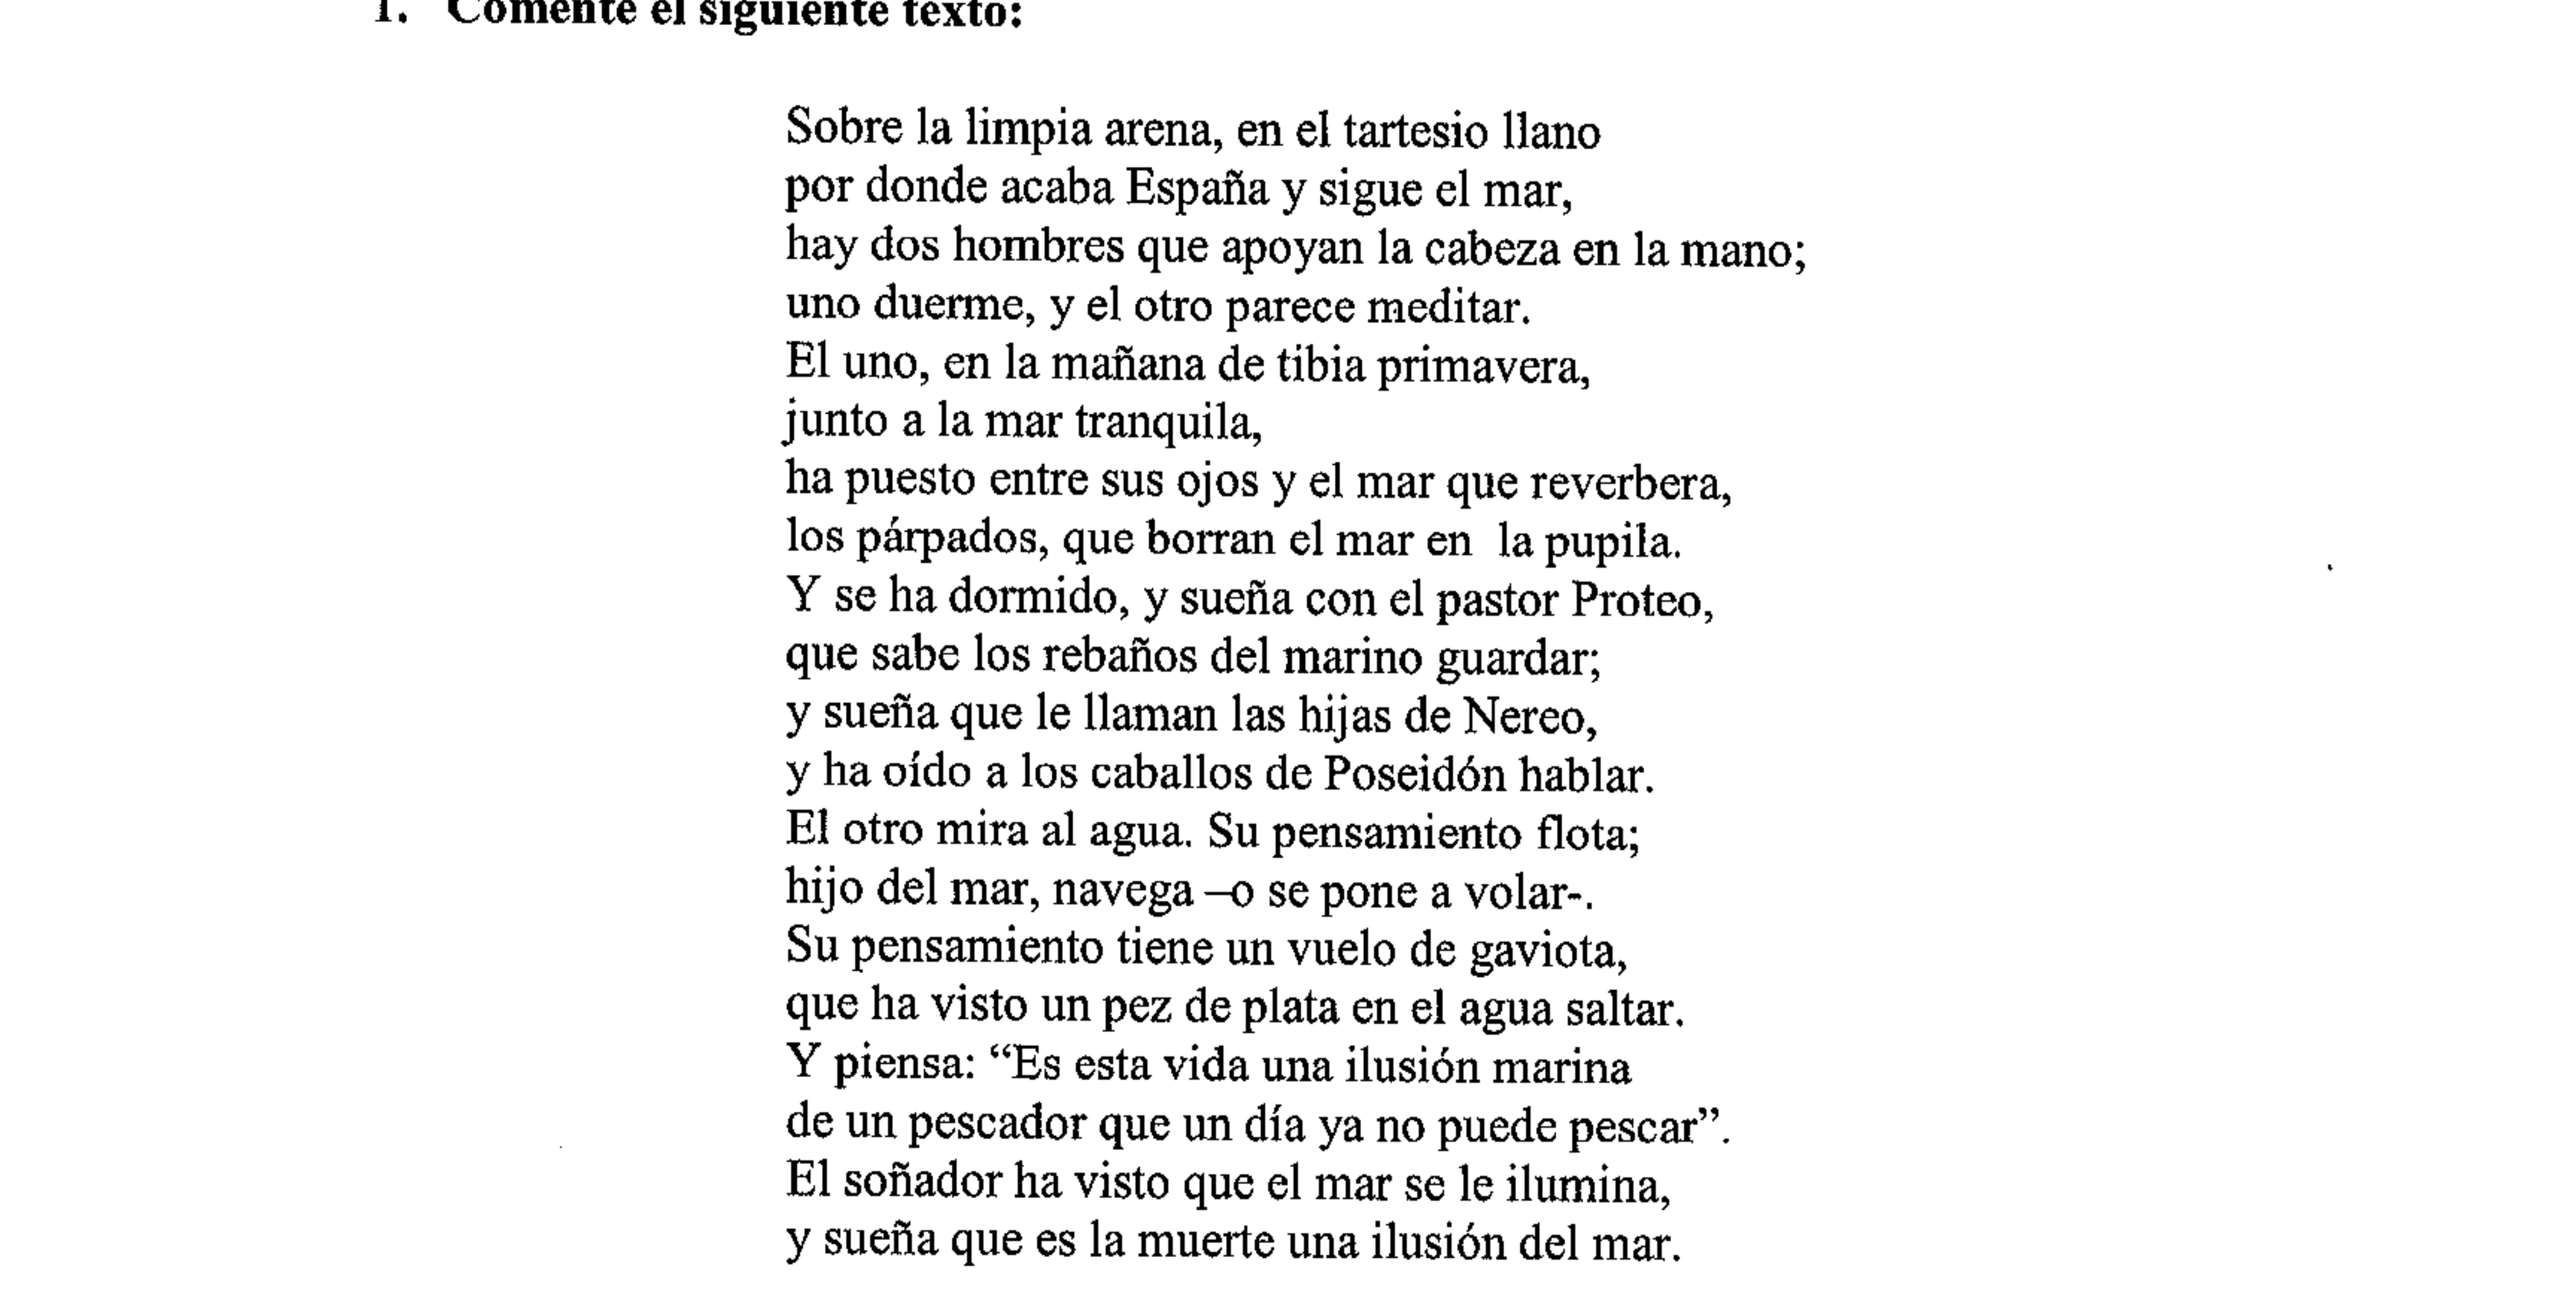 1. Comente el siguiente texto:
Sobre la limpia arena, en el tartesio llano
por donde acaba España y sigue el mar,
hay dos hombres que apoyan la cabeza en la mano;
uno duerme, y el otro parece meditar.
El uno, en la mañana de tibia primavera,
junto a la mar tranquila,
ha puesto entre sus ojos y el mar que reverbera,
los párpados, que borran el mar en la pupila.
Y se ha dormido, y sueña con el pastor Proteo,
que sabe los rebaños del marino guardar;
y sueña que le llaman las hijas de Nereo,
y ha oído a los caballos de Poseidón hablar.
El otro mira al agua. Su pensamiento flota;
hijo del mar, navega –o se pone a volar-.
Su pensamiento tiene un vuelo de gaviota,
que ha visto un pez de plata en el agua saltar.
Y piensa: “Es esta vida una ilusión marina
de un pescador que un día ya no puede pescar”.
El soñador ha visto que el mar se le ilumina,
y sueña que es la muerte una ilusión del mar.